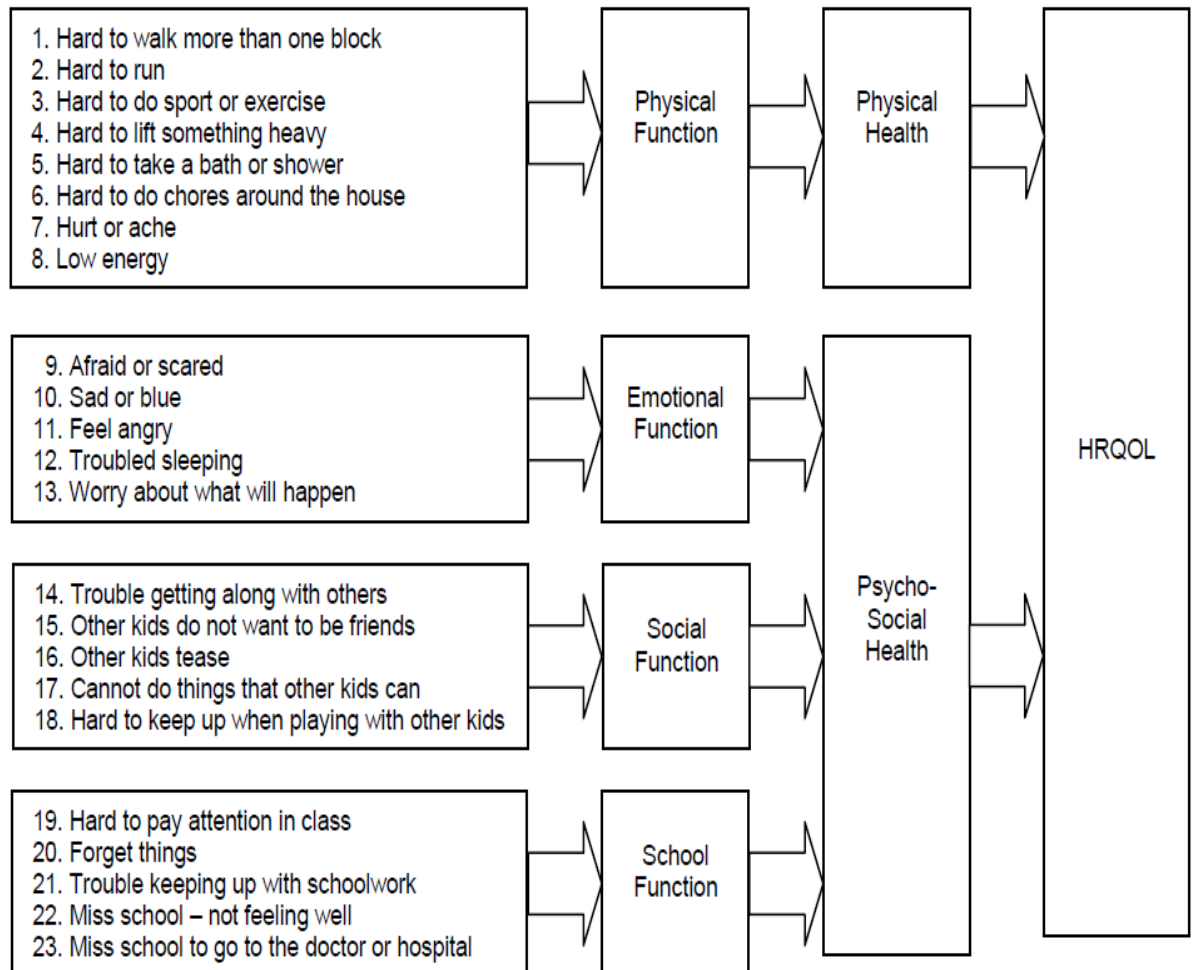 1. Hard to walk more than one block
2. Hard to run
3. Hard to do sport or exercise
4. Hard to lift something heavy
5. Hard to take a bath or shower
6. Hard to do chores around the house
7. Hurt or ache
8. Low energy
Physical
Function
Physical
Health
9. Afraid or scared
10. Sad or blue
11. Feel angry
12. Troubled sleeping
13. Worry about what will happen
Emotional
Function
14. Trouble getting along with others
15. Other kids do not want to be friends
16. Other kids tease
17. Cannot do things that other kids can
18. Hard to keep up when playing with other kids
Social
Function
19. Hard to pay attention in class
20. Forget things
21. Trouble keeping up with schoolwork
22. Miss school – not feeling well
23. Miss school to go to the doctor or hospital
School
Function
Psycho-
Social
Health
HRQOL